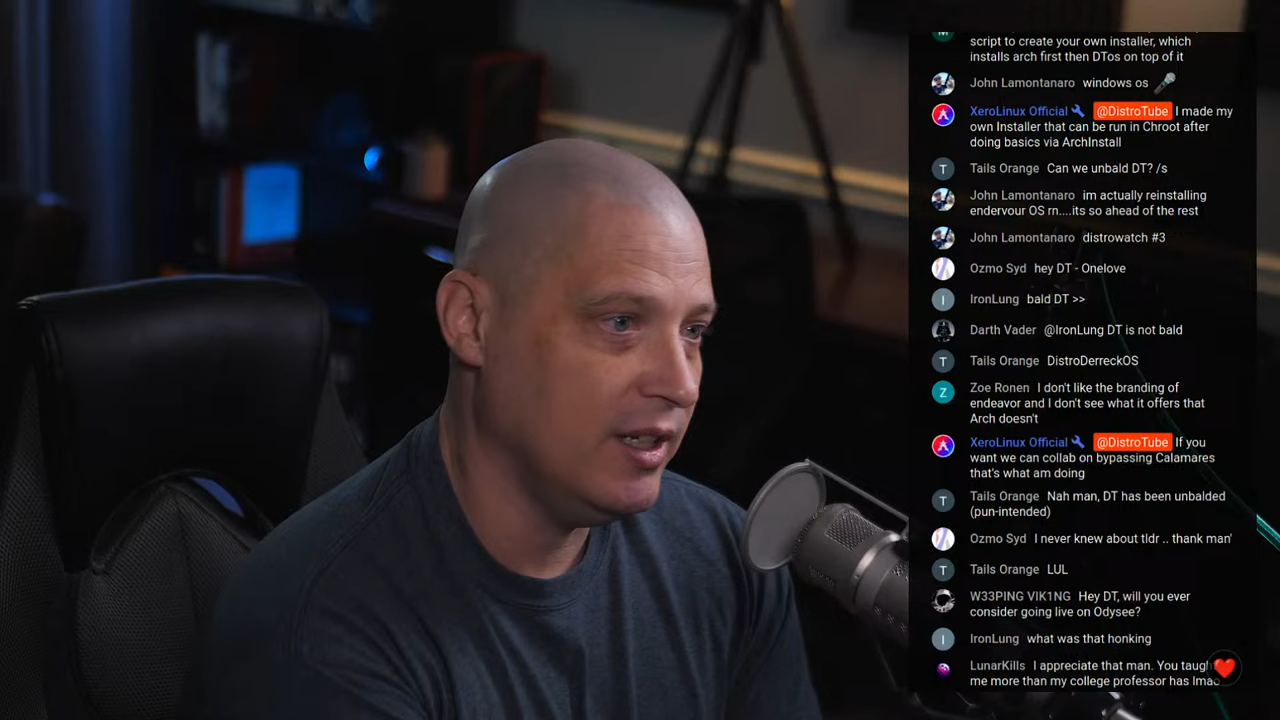 script to create your own installer, which
installs arch first then DTos on top of it
John Lamontanaro windows os
XeroLinux Official @DistroTube I made my
own Installer that can be run in Chroot after
doing basics via ArchInstall
T Tails Orange Can we unbald DT? /s
John Lamontanaro im actually reinstalling
endervour OS rn....its so ahead of the rest
John Lamontanaro distrowatch #3
Ozmo Syd hey DT - Onelove
I IronLung bald DT >>
Darth Vader @IronLung DT is not bald
T Tails Orange DistroDerreckOS
Z Zoe Ronen I don't like the branding of
endeavor and I don't see what it offers that
Arch doesn't
XeroLinux Official @DistroTube If you
want we can collab on bypassing Calamares
that's what am doing
T Tails Orange Nah man, DT has been unbalded
(pun-intended)
Ozmo Syd I never knew about tldr .. thank man'
T Tails Orange LUL
W33PING VIK1NG Hey DT, will you ever
consider going live on Odysee?
I IronLung what was that honking
LunarKills I appreciate that man. You
me more than my college professor has lmao